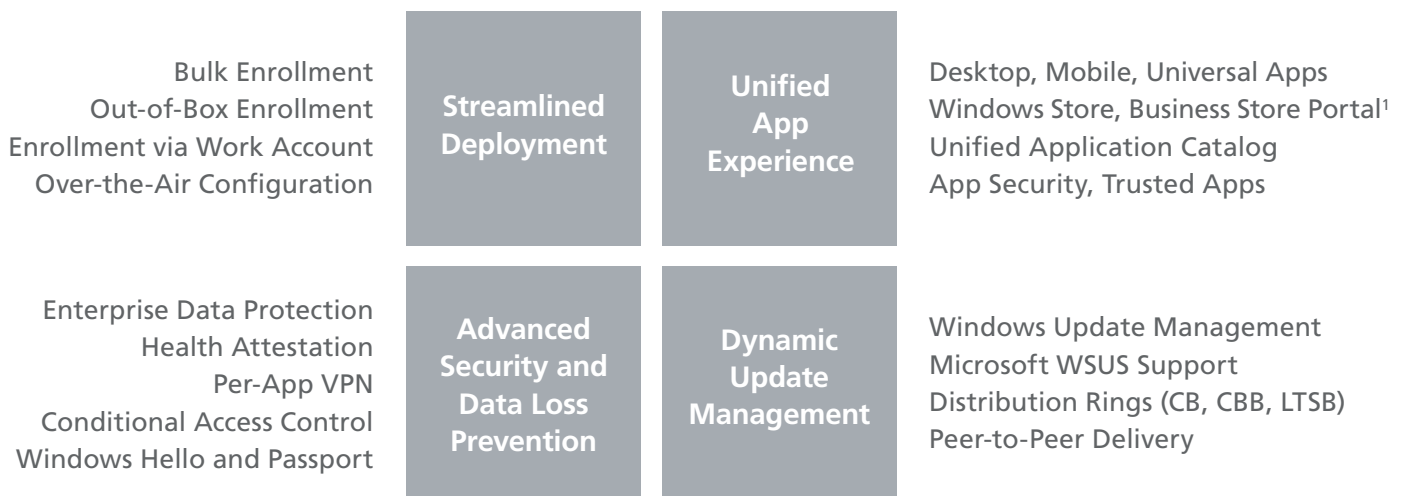 Bulk Enrollment
Out-of-Box Enrollment
Enrollment via Work Account
Over-the-Air Configuration
Streamlined
Deployment
Unified
App
Experience
Desktop, Mobile, Universal Apps
Windows Store, Business Store Portal¹
Unified Application Catalog
App Security, Trusted Apps
Enterprise Data Protection
Health Attestation
Per-App VPN
Conditional Access Control
Windows Hello and Passport
Advanced
Security and
Data Loss
Prevention
Dynamic
Update
Management
Windows Update Management
Microsoft WSUS Support
Distribution Rings (CB, CBB, LTSB)
Peer-to-Peer Delivery